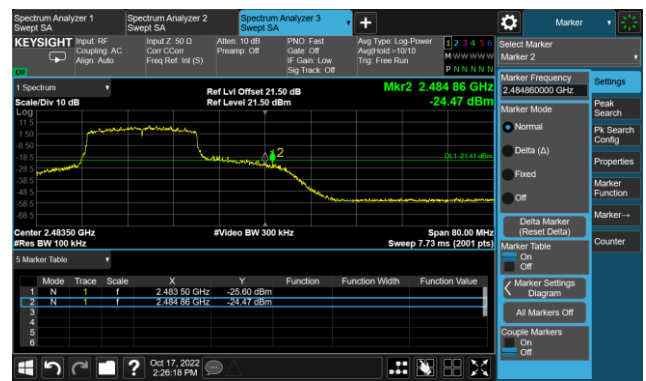 Spectrum Analyzer 1
Swept SA
Spectrum Analyzer 2
Swept SA
Spectrum Analyzer 3
Swept SA
Marker
KEYSIGHT
Input: RF
Coupling: AC
Align: Auto
Input Z: 50 Ω
Corr CCorr
Freq Ref: Int (S)
Atten: 10 dB
Preamp: Off
PNO: Fast
Gate: Off
IF Gain: Low
Sig Track: Off
Avg Type: Log-Power
Avg|Hold:>10/10
Trig: Free Run
1 2 3 4 5 6
M W W W W W
P N N N N N
LW
1 Spectrum
Scale/Div 10 dB
Log
Ref Lvl Offset 21.50 dB
Ref Level 21.50 dBm
Mkr2 2.484 86 GHz
-24.47 dBm
11.5
1.50
-8.50
-18.5
-28.5
-38.5
-48.5
-58.5
-68.5
2
DL1 -21.41 dBm
Center 2.48350 GHz
#Res BW 100 kHz
#Video BW 300 kHz
Span 80.00 MHz
Sweep 7.73 ms (2001 pts)
5 Marker Table
Mode Trace Scale X Y Function Function Width Function Value
1 N 1 f 2.483 50 GHz -25.60 dBm
2 N 1 f 2.484 86 GHz -24.47 dBm
3
4
5
6
Select Marker
Marker 2
Marker Frequency
2.484860000 GHz
Marker Mode
Normal
Delta (Δ)
Fixed
Off
Delta Marker
(Reset Delta)
Marker Table
On
Off
Marker Settings
Diagram
All Markers Off
Couple Markers
On
Off
Settings
Peak
Search
Pk Search
Config
Properties
Marker
Function
Marker→
Counter
?
Oct 17, 2022
2:26:18 PM